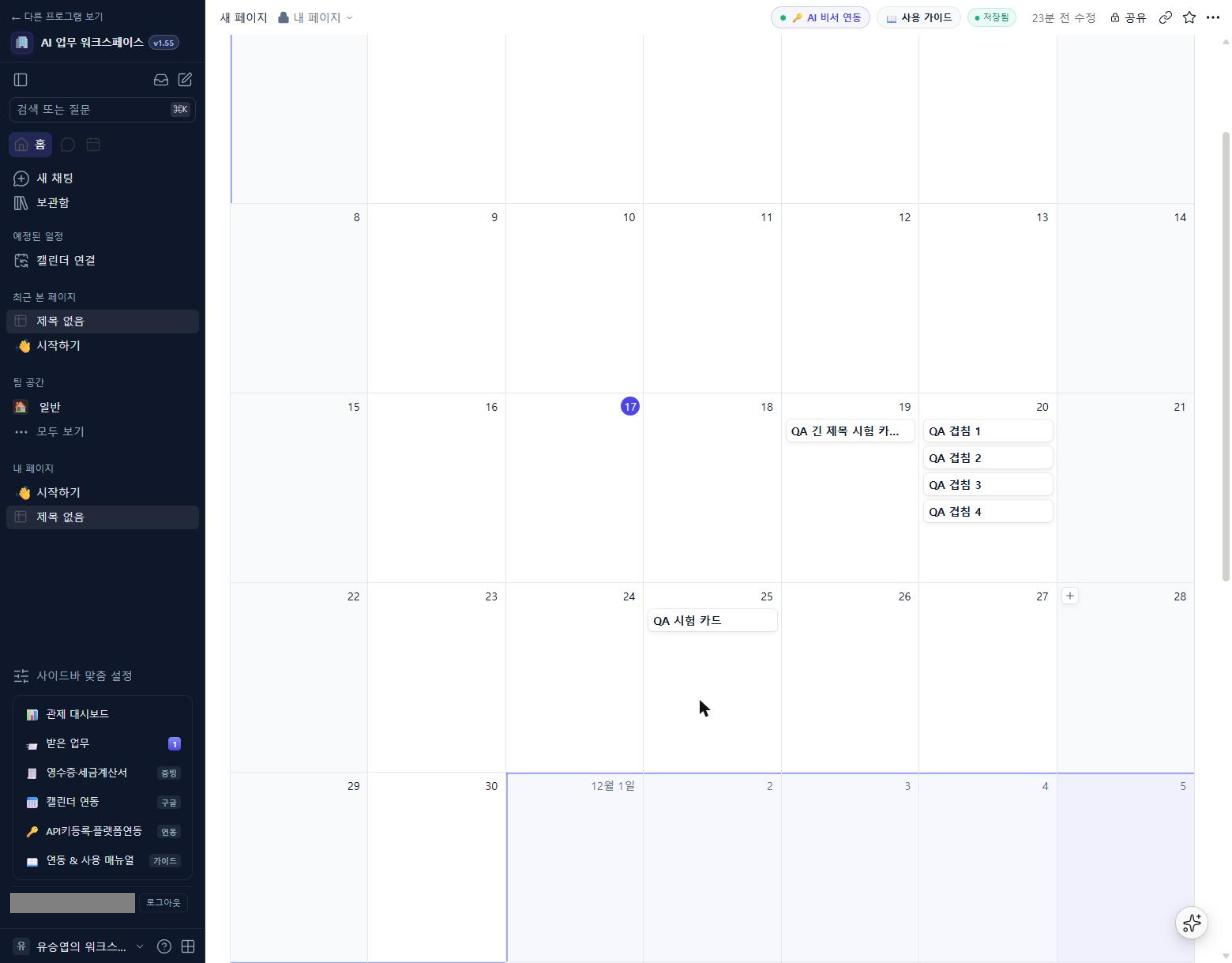 ← 다른 프로그램 보기
AI 업무 워크스페이스 v1.55
검색 또는 질문 ⌘K
홈
새 채팅
보관함
예정된 일정
캘린더 연결
최근 본 페이지
제목 없음
시작하기
팀 공간
일반
모두 보기
내 페이지
시작하기
제목 없음
사이드바 맞춤 설정
관제 대시보드
받은 업무 1
영수증·세금계산서 증빙
캘린더 연동 구글
API키등록·플랫폼연동 연동
연동 & 사용 매뉴얼 가이드
로그아웃
유 유승엽의 워크스...
새 페이지 내 페이지
AI 비서 연동 사용 가이드 저장됨 23분 전 수정 공유
8 9 10 11 12 13 14
15 16 17 18 19 20 21
QA 긴 제목 시험 카... QA 겹침 1
QA 겹침 2
QA 겹침 3
QA 겹침 4
22 23 24 25 26 27 28
QA 시험 카드
29 30 12월 1일 2 3 4 5